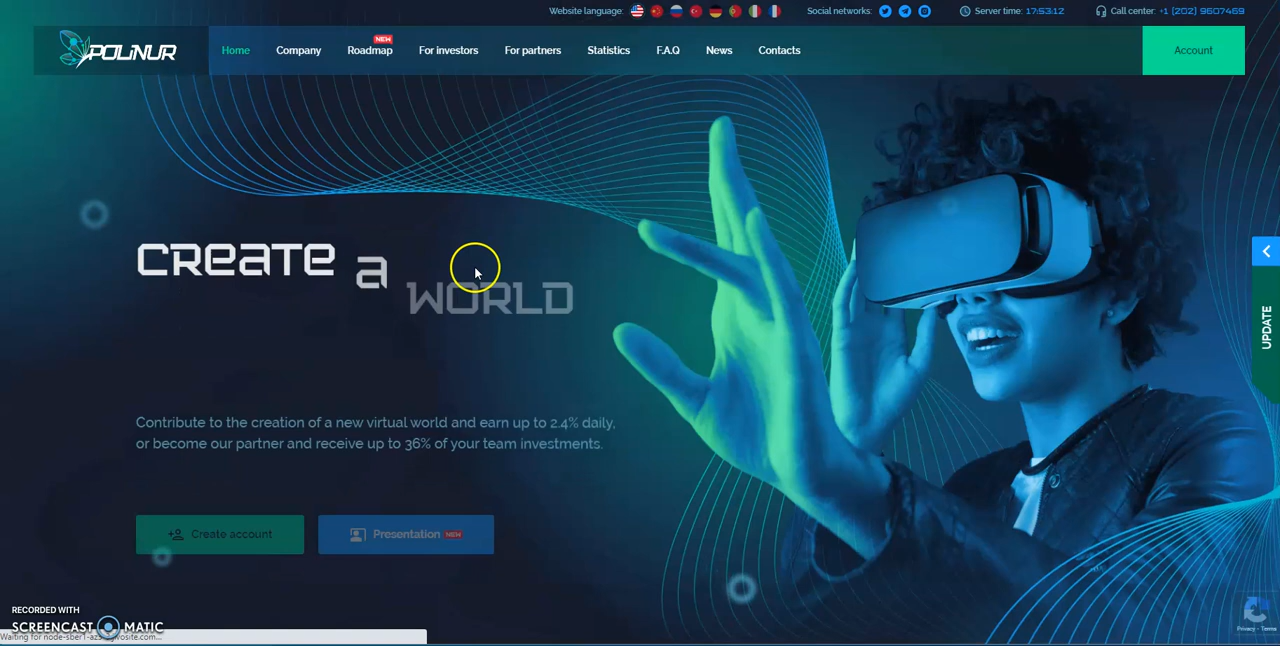 Website language: Social networks: Server time: 17:53:12 Call center: +1 (202) 9607469
POLINUR Home Company Roadmap NEW For investors For partners Statistics F.A.Q News Contacts Account
CREATE a WORLD
UPDATE
Contribute to the creation of a new virtual world and earn up to 2.4% daily,
or become our partner and receive up to 36% of your team investments.
Create account Presentation NEW
RECORDED WITH
SCREENCAST MATIC
Privacy - Terms